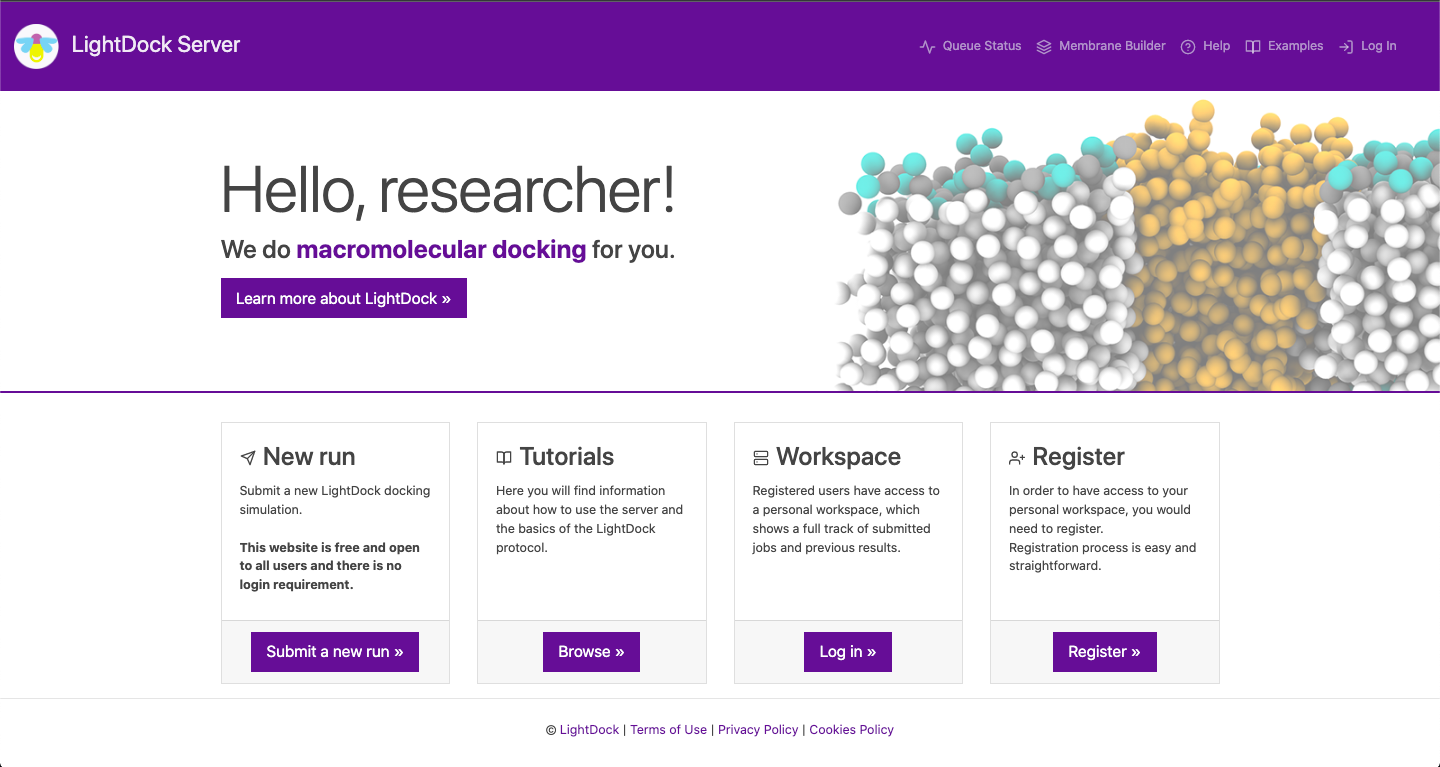 LightDock Server
Queue Status
Membrane Builder
Help
Examples
Log In
Hello, researcher!
We do macromolecular docking for you.
Learn more about LightDock »
New run
Submit a new LightDock docking
simulation.
This website is free and open
to all users and there is no
login requirement.
Submit a new run »
Tutorials
Here you will find information
about how to use the server and
the basics of the LightDock
protocol.
Browse »
Workspace
Registered users have access to
a personal workspace, which
shows a full track of submitted
jobs and previous results.
Log in »
Register
In order to have access to your
personal workspace, you would
need to register.
Registration process is easy and
straightforward.
Register »
© LightDock | Terms of Use | Privacy Policy | Cookies Policy